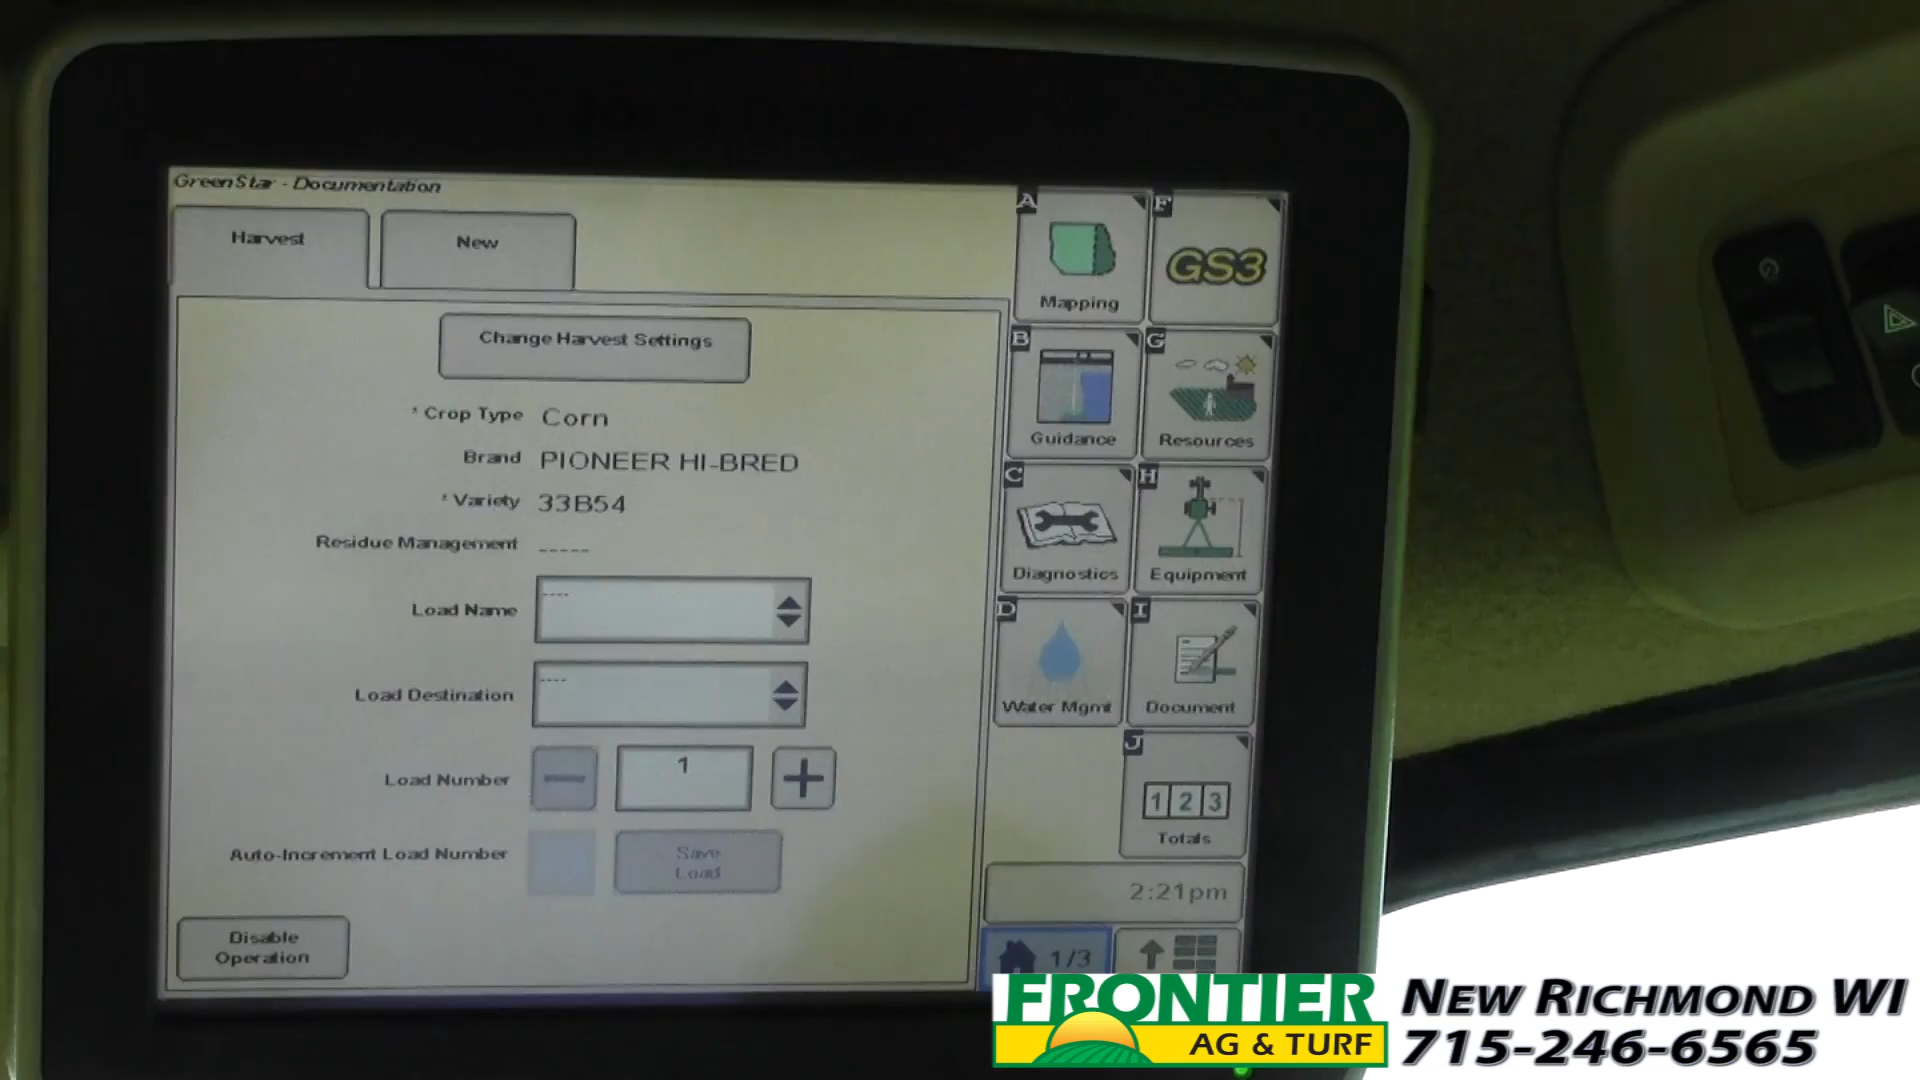 GreenStar - Documentation
Harvest
New
Change Harvest Settings
* Crop Type Corn
Brand PIONEER HI-BRED
* Variety 33B54
Residue Management -----
Load Name ----
Load Destination ----
Load Number 1
Auto-Increment Load Number
Save
Load
Disable
Operation
A
Mapping
F
GS3
B
Guidance
G
Resources
C
Diagnostics
H
Equipment
D
Water Mgmt
I
Document
J
1 2 3
Totals
2:21pm
1/3
FRONTIER
AG & TURF
NEW RICHMOND WI
715-246-6565